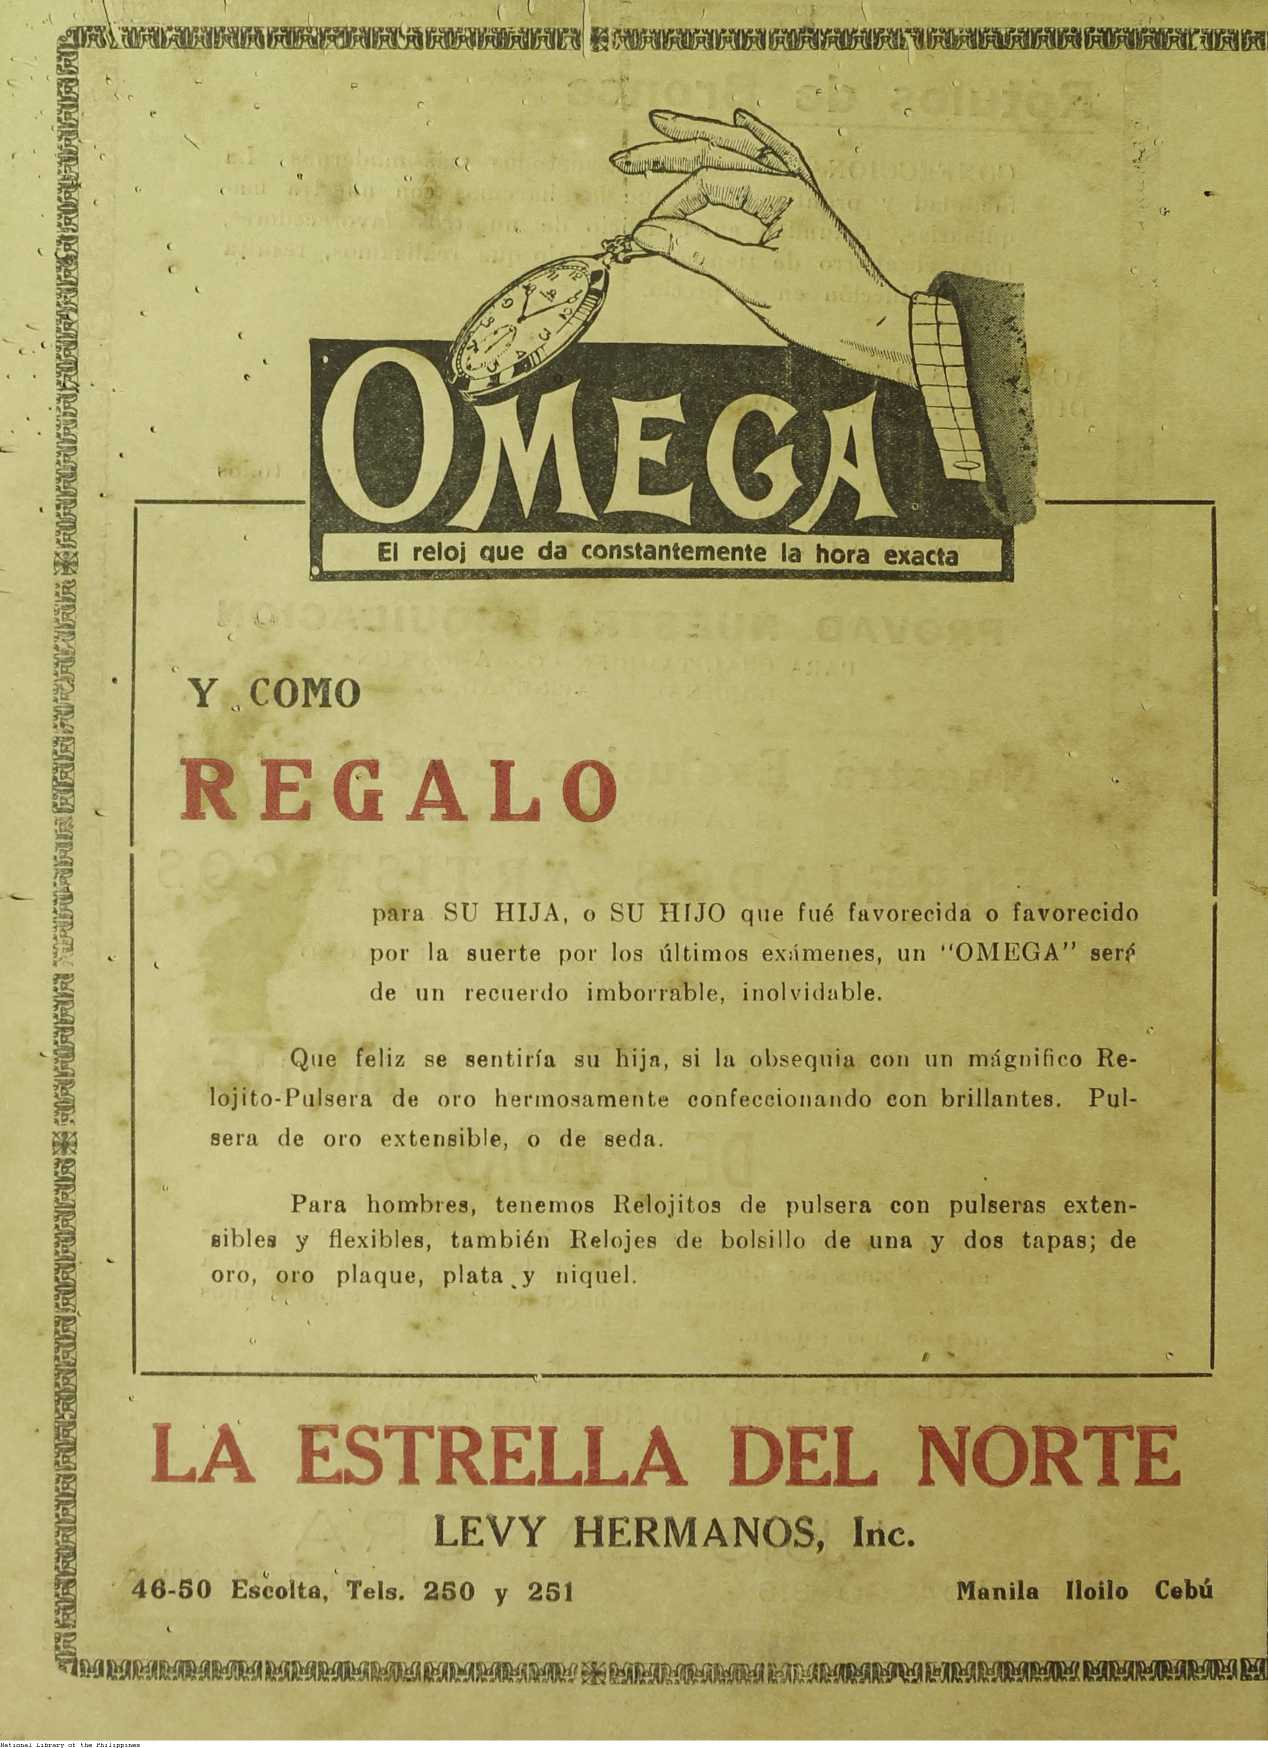 OMEGA
El reloj que da constantemente la hora exacta
Y COMO
REGALO
para SU HIJA, o SU HIJO que fué favorecida o favorecido
por la suerte por los últimos exámenes, un "OMEGA" seré
de un recuerdo imborrable, inolvidable.
Que feliz se sentiría su hija, si la obsequia con un mágnifico Re-
lojito-Pulsera de oro hermosamente confeccionando con brillantes. Pul-
sera de oro extensible, o de seda.
Para hombres, tenemos Relojitos de pulsera con pulseras exten-
sibles y flexibles, también Relojes de bolsillo de una y dos tapas; de
oro, oro plaque, plata y niquel.
LA ESTRELLA DEL NORTE
LEVY HERMANOS, Inc.
46-50 Escolta, Tels. 250 y 251 Manila Iloilo Cebú
National Library of the Philippines